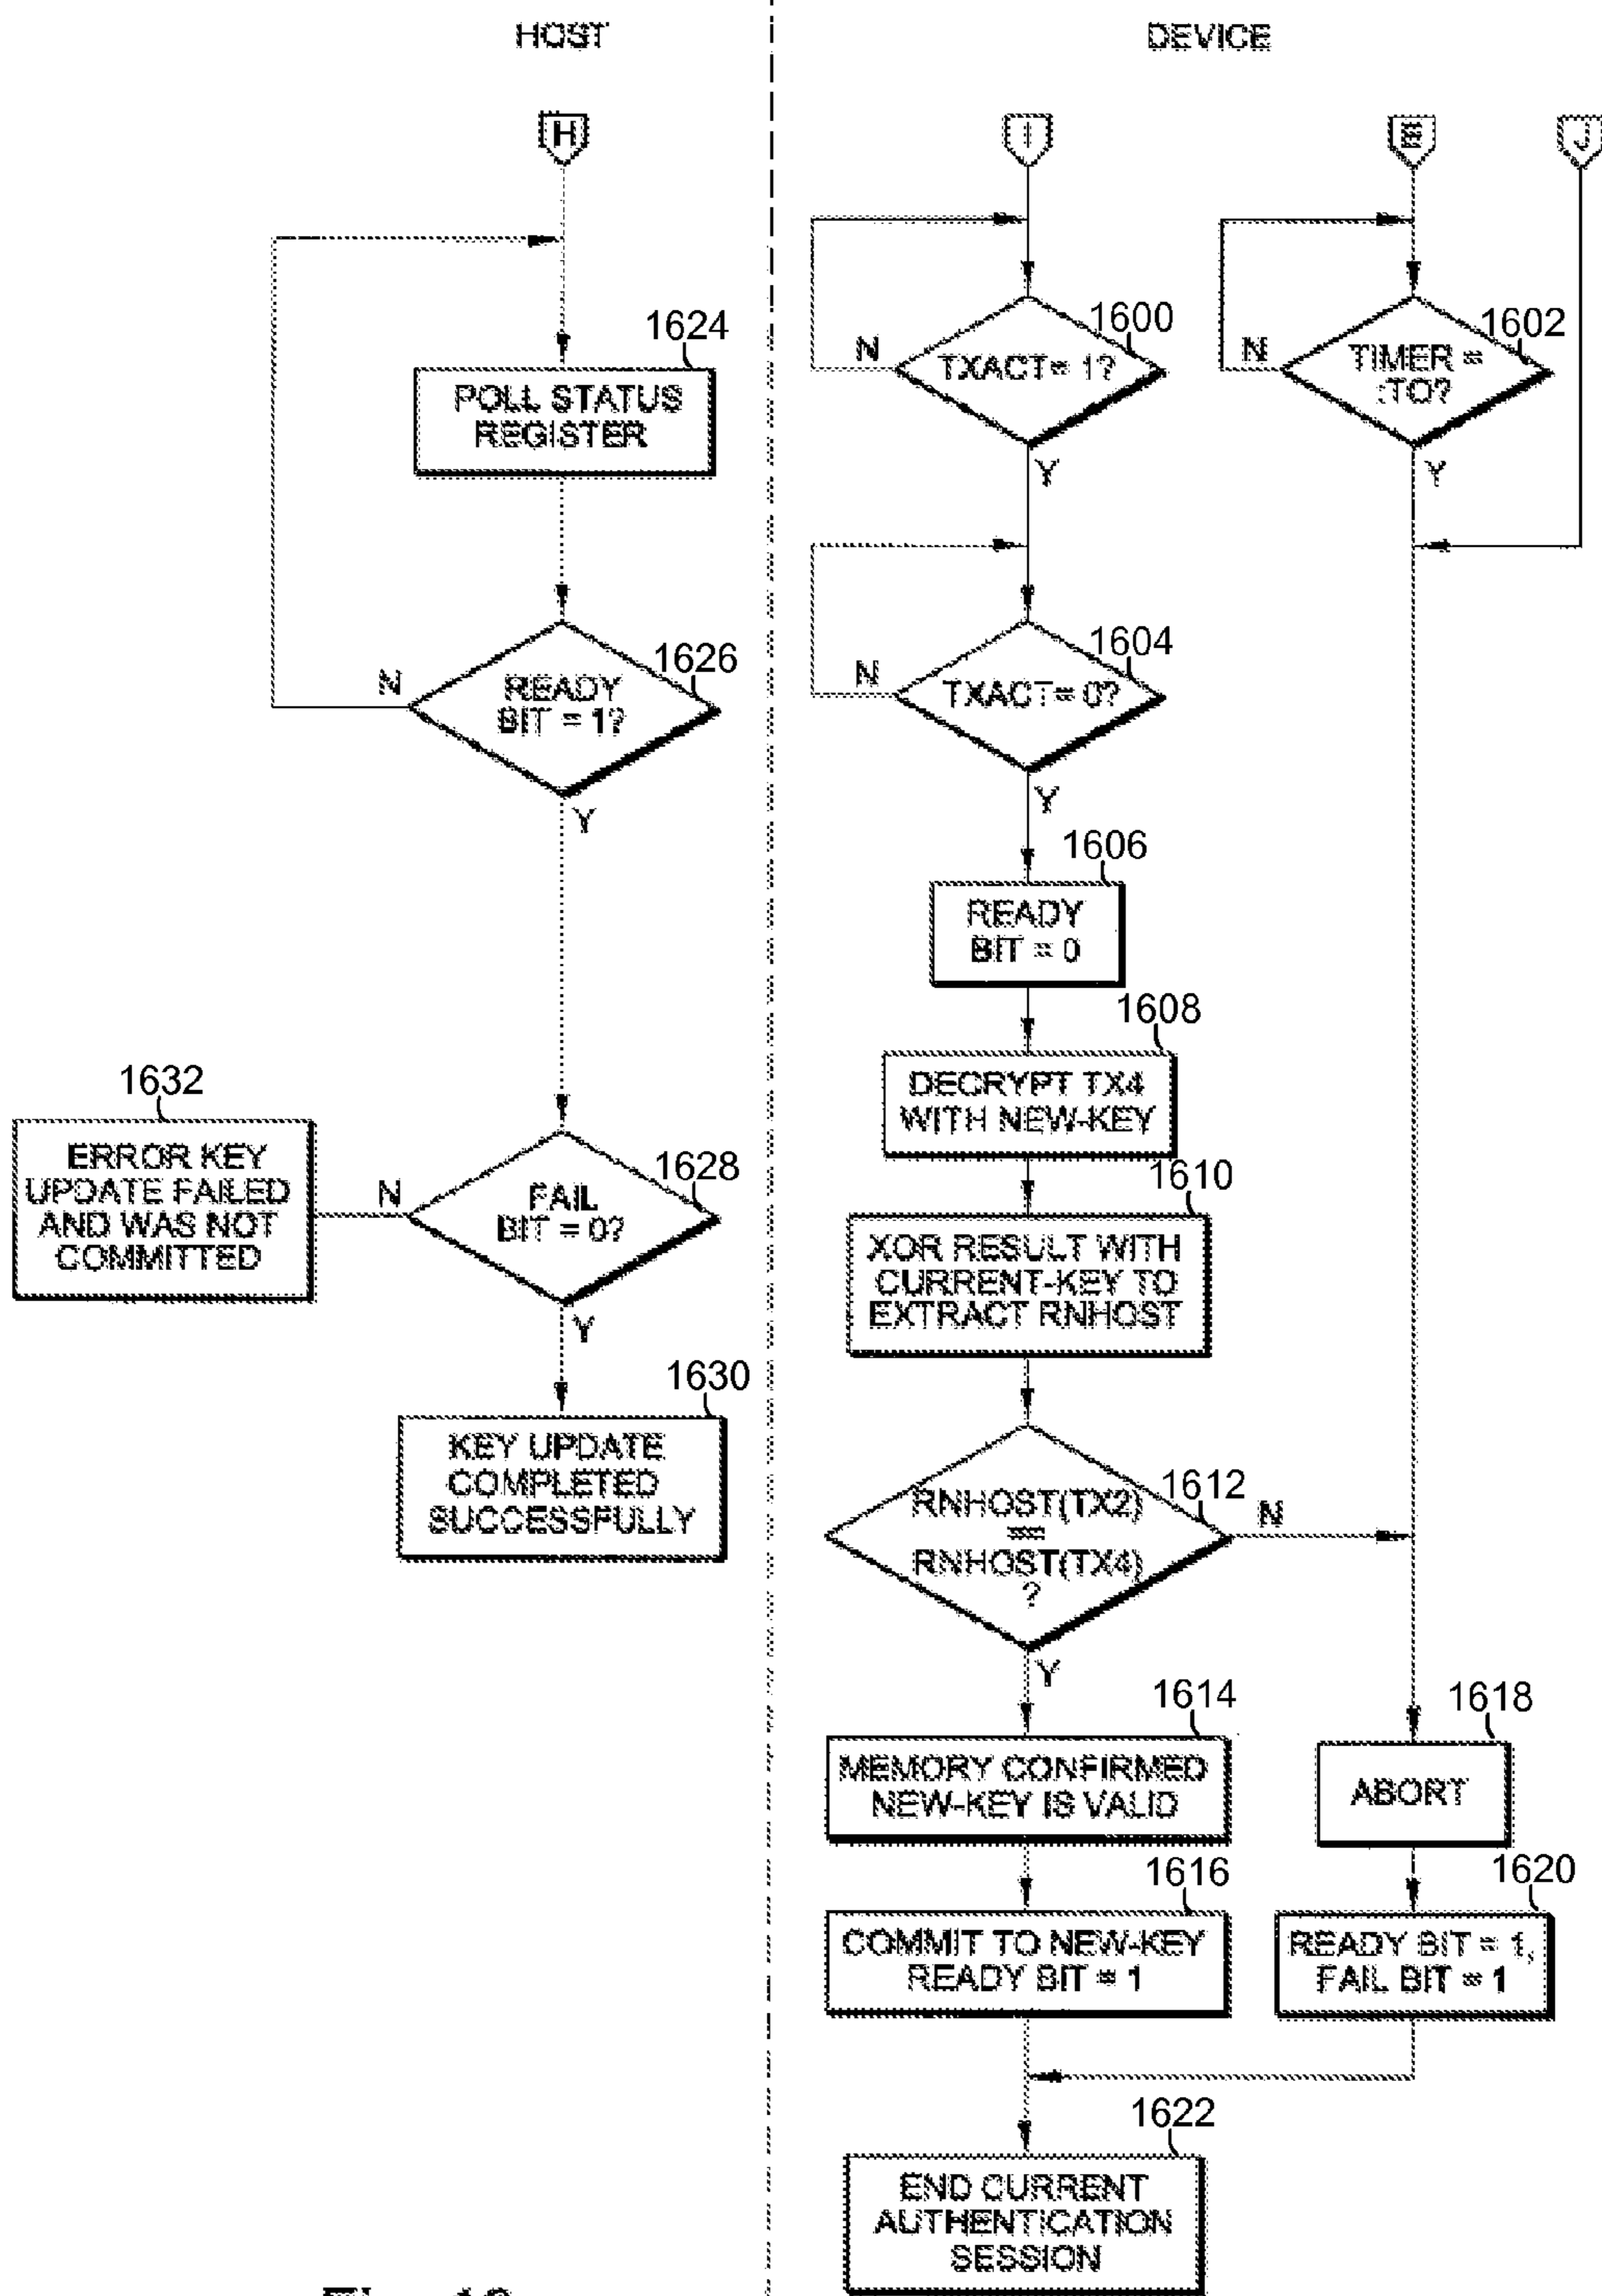 HOST
DEVICE
H
I
E
J
1624
POLL STATUS
REGISTER
N
1626
READY
BIT = 1?
Y
1632
ERROR KEY
UPDATE FAILED
AND WAS NOT
COMMITTED
N
1628
FAIL
BIT = 0?
Y
1630
KEY UPDATE
COMPLETED
SUCCESSFULLY
N
1600
TXACT= 1?
Y
N
1602
TIMER =
:TO?
Y
N
1604
TXACT= 0?
Y
1606
READY
BIT = 0
1608
DECRYPT TX4
WITH NEW-KEY
1610
XOR RESULT WITH
CURRENT-KEY TO
EXTRACT RNHOST
1612
RNHOST(TX2)
==
RNHOST(TX4)
?
N
Y
1614
MEMORY CONFIRMED
NEW-KEY IS VALID
1618
ABORT
1616
COMMIT TO NEW-KEY
READY BIT = 1
1620
READY BIT = 1,
FAIL BIT = 1
1622
END CURRENT
AUTHENTICATION
SESSION